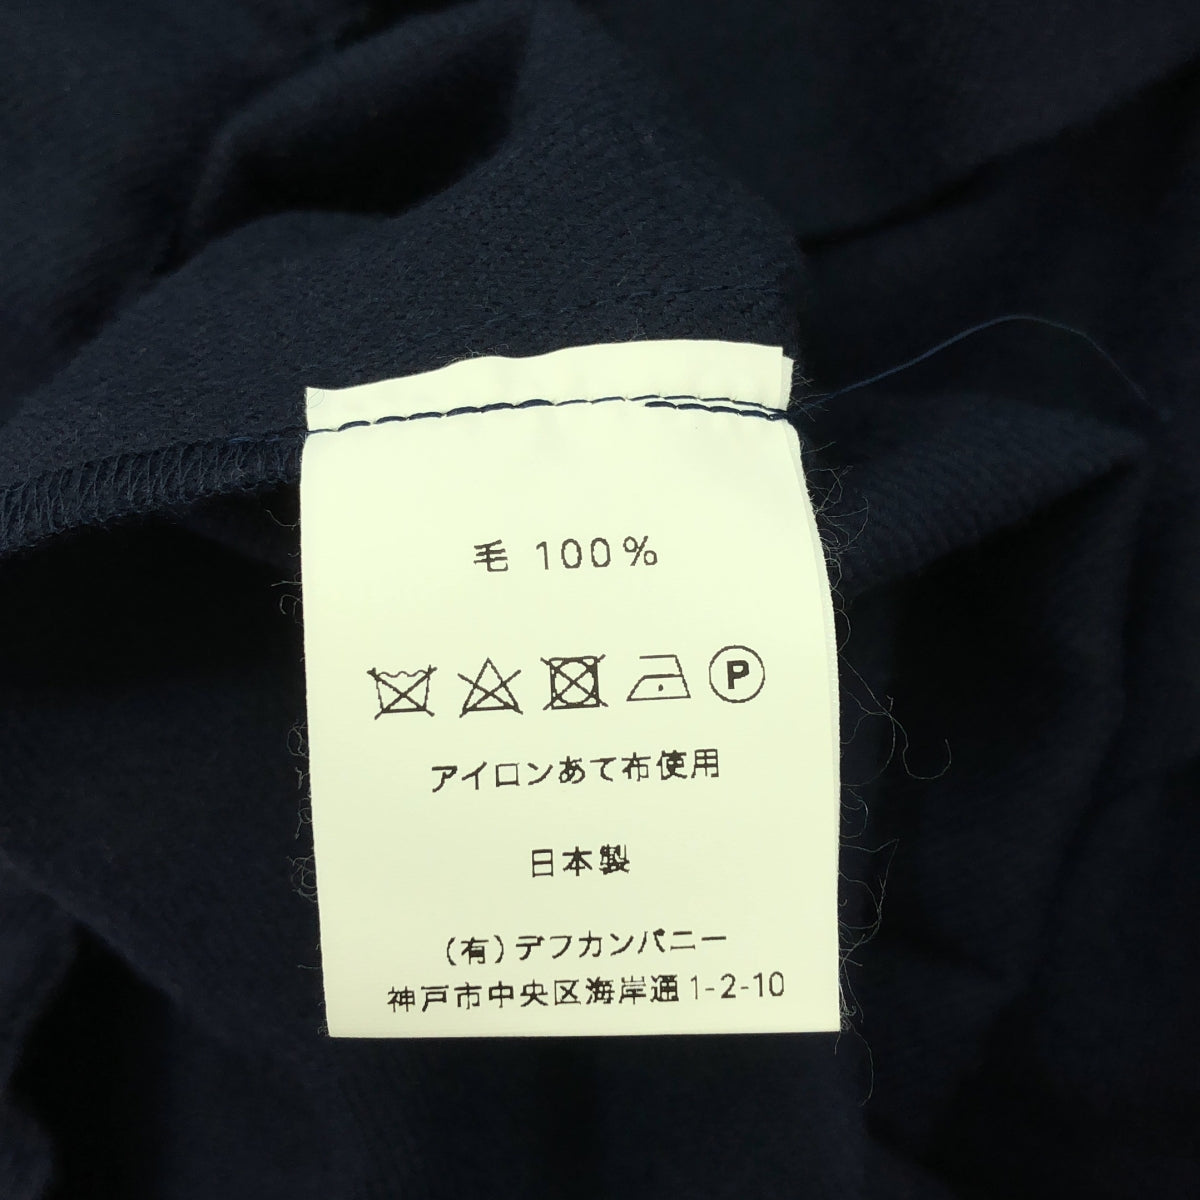 毛 100%
P
アイロンあて布使用
日本製
(有)デフカンパニー
神戸市中央区海岸通1-2-10